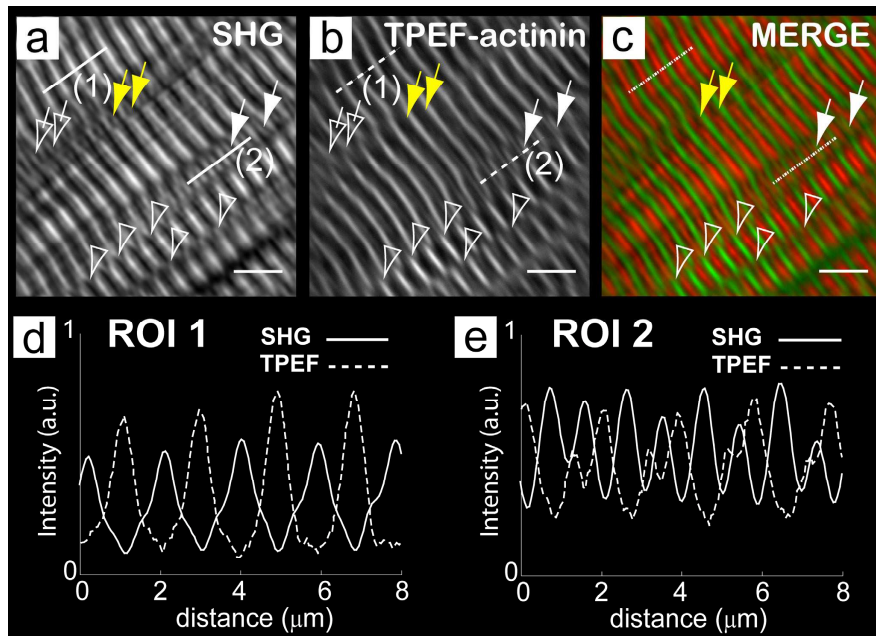 a SHG
(1)
(2)
b TPEF-actinin
(1)
(2)
c MERGE
d ROI 1
SHG
TPEF
1
Intensity (a.u.)
0
0 2 4 6 8
distance (μm)
e ROI 2
SHG
TPEF
1
Intensity (a.u.)
0
0 2 4 6 8
distance (μm)